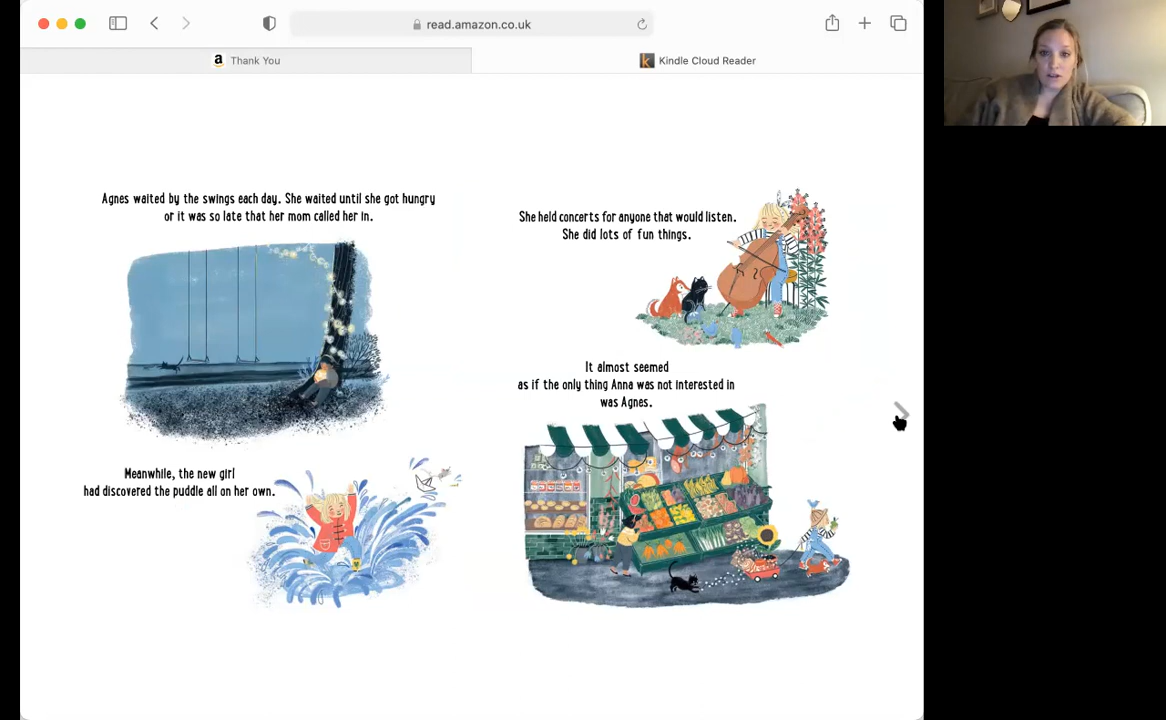 read.amazon.co.uk
Thank You
Kindle Cloud Reader
Agnes waited by the swings each day. She waited until she got hungry
or it was so late that her mom called her in.
Meanwhile, the new girl
had discovered the puddle all on her own.
She held concerts for anyone that would listen.
She did lots of fun things.
It almost seemed
as if the only thing Anna was not interested in
was Agnes.